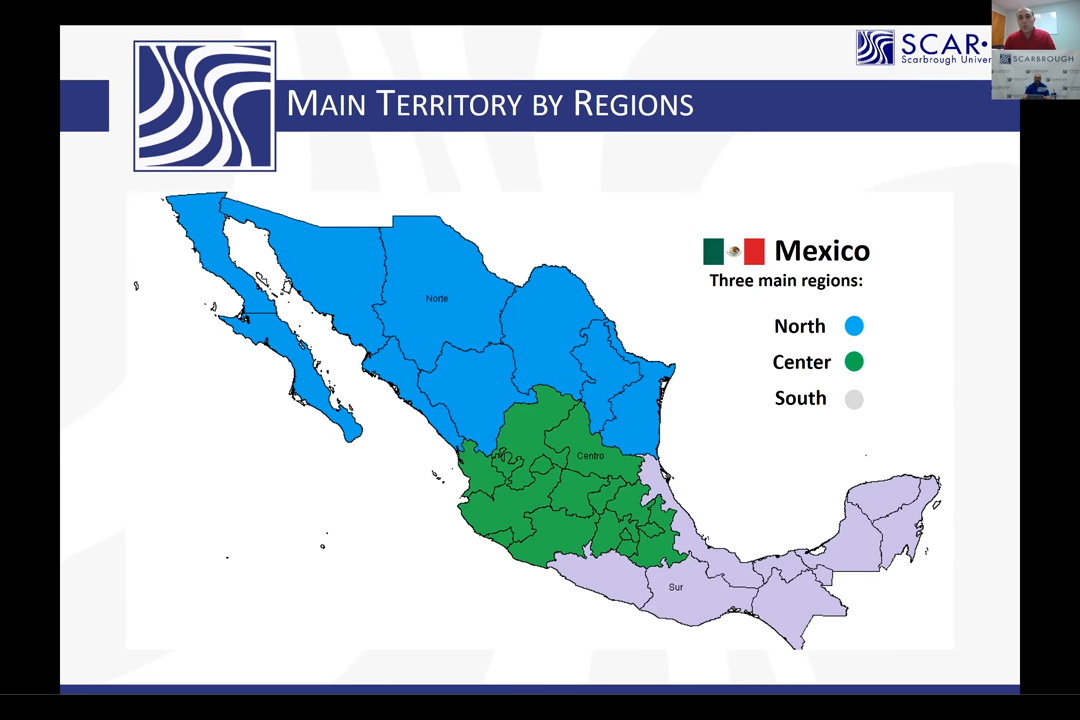 SCAR•
Scarbrough Univer
SCARBROUGH
MAIN TERRITORY BY REGIONS
Mexico
Three main regions:
North
Center
South
Norte
Centro
Sur